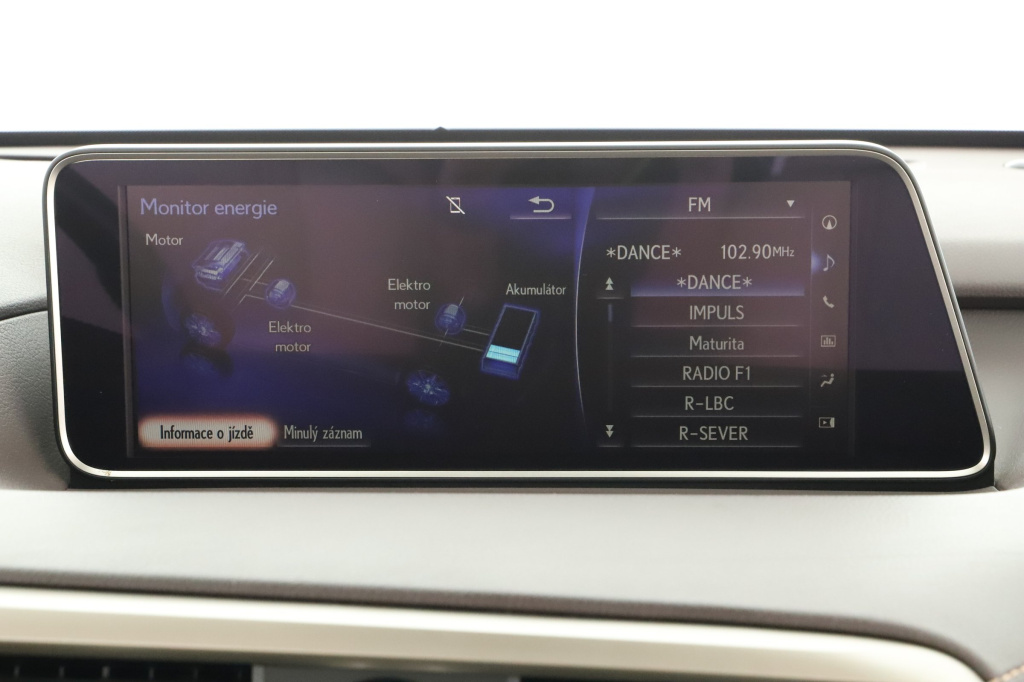 Monitor energie
Motor
Elektro
motor
Elektro
motor
Akumulátor
Informace o jízdě
Minulý záznam
FM
*DANCE* 102.90MHz
*DANCE*
IMPULS
Maturita
RADIO F1
R-LBC
R-SEVER